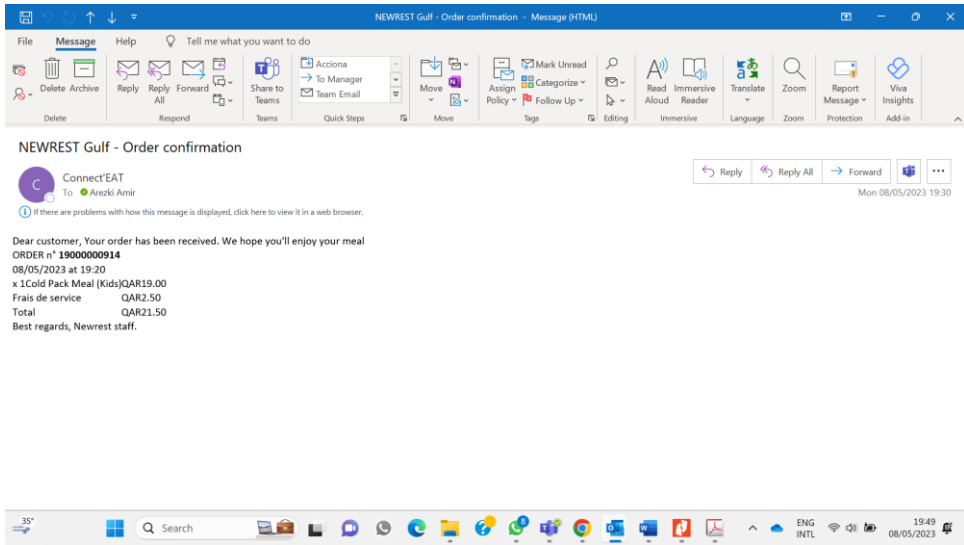 NEWREST Gulf - Order confirmation - Message (HTML)
File Message Help Tell me what you want to do
Delete Archive
Reply Reply All Forward
Share to Teams
Acciona
To Manager
Team Email
Move
Assign Policy
Mark Unread
Categorize
Follow Up
Read Aloud
Immersive Reader
Translate
Zoom
Report Message
Viva Insights
Delete Respond Teams Quick Steps Move Tags Editing Immersive Language Zoom Protection Add-in
NEWREST Gulf - Order confirmation
C
Connect'EAT
To Arezki Amir
Reply Reply All Forward
Mon 08/05/2023 19:30
If there are problems with how this message is displayed, click here to view it in a web browser.
Dear customer, Your order has been received. We hope you'll enjoy your meal
ORDER n° 19000000914
08/05/2023 at 19:20
x 1Cold Pack Meal (Kids)QAR19.00
Frais de service QAR2.50
Total QAR21.50
Best regards, Newrest staff.
35°
Search
8
ENG
INTL
19:49
08/05/2023